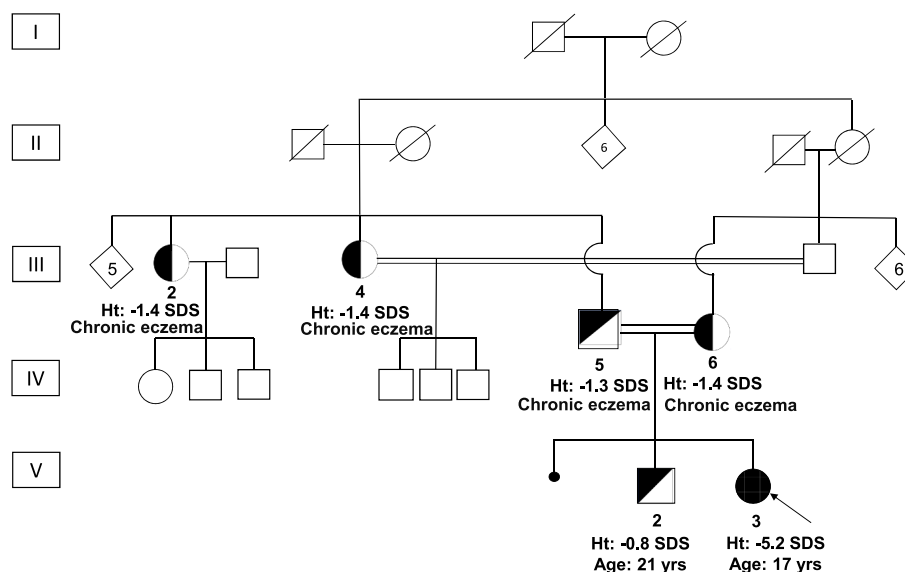 I
II
6
III
5
6
2
Ht: -1.4 SDS
Chronic eczema
4
Ht: -1.4 SDS
Chronic eczema
IV
5
Ht: -1.3 SDS
Chronic eczema
6
Ht: -1.4 SDS
Chronic eczema
V
2
Ht: -0.8 SDS
Age: 21 yrs
3
Ht: -5.2 SDS
Age: 17 yrs